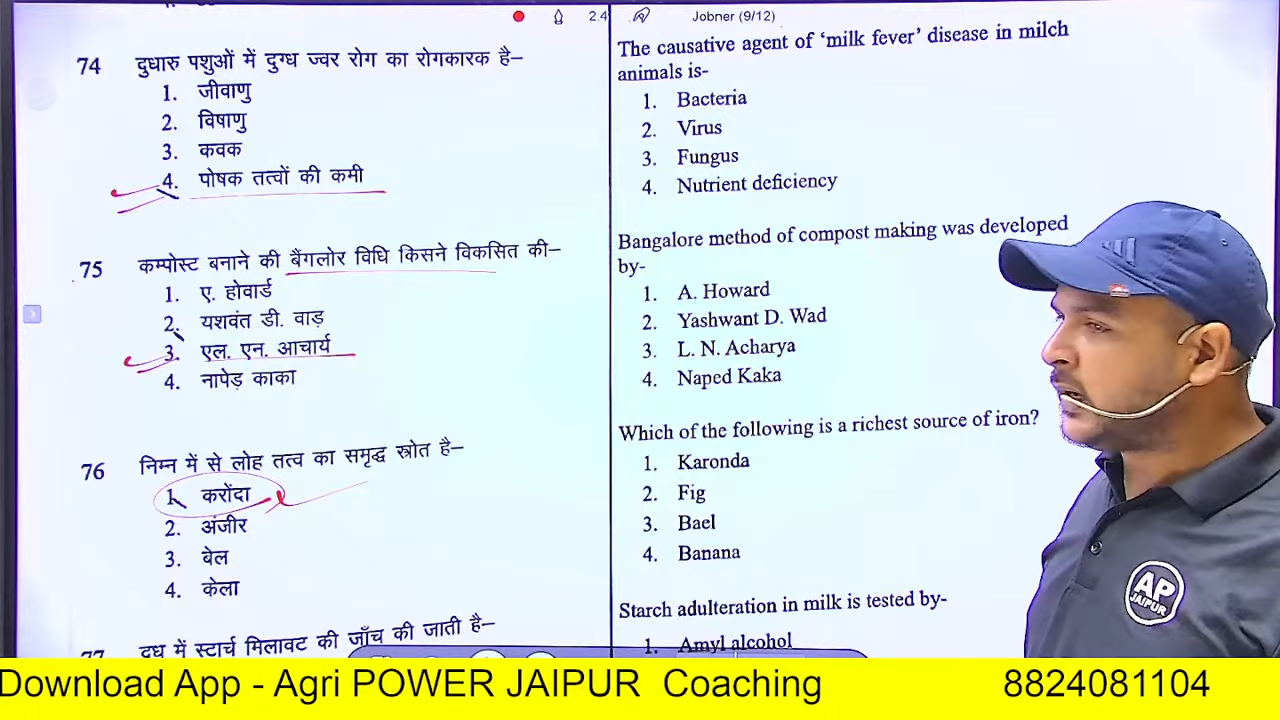 2.4
Jobner (9/12)
74 दुधारु पशुओं में दुग्ध ज्वर रोग का रोगकारक है–
1. जीवाणु
2. विषाणु
3. कवक
4. पोषक तत्वों की कमी
75 कम्पोस्ट बनाने की बैंगलोर विधि किसने विकसित की–
1. ए. होवार्ड
2. यशवंत डी. वाड़
3. एल. एन. आचार्य
4. नापेड़ काका
76 निम्न में से लोह तत्व का समृद्ध स्त्रोत है–
1. करोंदा
2. अंजीर
3. बेल
4. केला
77 दूध में स्टार्च मिलावट की जाँच की जाती है–
The causative agent of ‘milk fever’ disease in milch
animals is-
1. Bacteria
2. Virus
3. Fungus
4. Nutrient deficiency
Bangalore method of compost making was developed
by-
1. A. Howard
2. Yashwant D. Wad
3. L. N. Acharya
4. Naped Kaka
Which of the following is a richest source of iron?
1. Karonda
2. Fig
3. Bael
4. Banana
Starch adulteration in milk is tested by-
1. Amyl alcohol
AP
JAIPUR
Download App - Agri POWER JAIPUR Coaching 8824081104